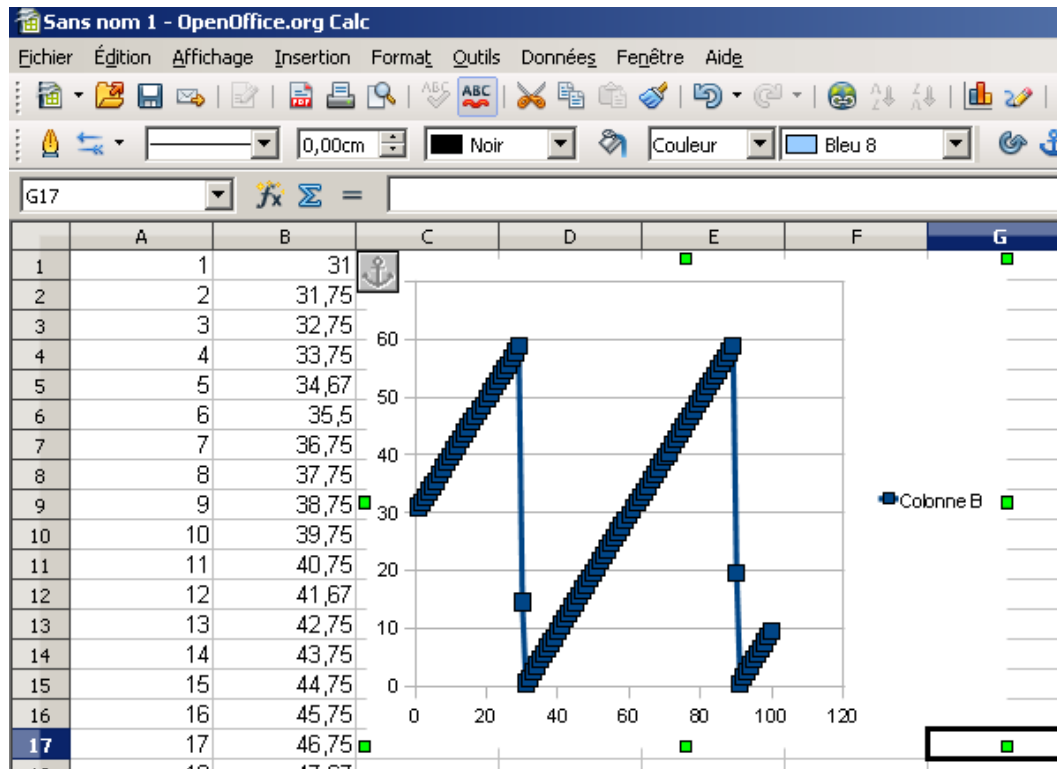 Sans nom 1 - OpenOffice.org Calc
Fichier Édition Affichage Insertion Format Outils Données Fenêtre Aide
ABC ABC
0,00cm Noir Couleur Bleu 8
G17
A B C D E F G
1 1 31
2 2 31,75
3 3 32,75
60
4 4 33,75
5 5 34,67
50
6 6 35,5
7 7 36,75
40
8 8 37,75
9 9 38,75
Colonne B
30
10 10 39,75
11 11 40,75
20
12 12 41,67
13 13 42,75
10
14 14 43,75
15 15 44,75
0
16 16 45,75
0 20 40 60 80 100 120
17 17 46,75